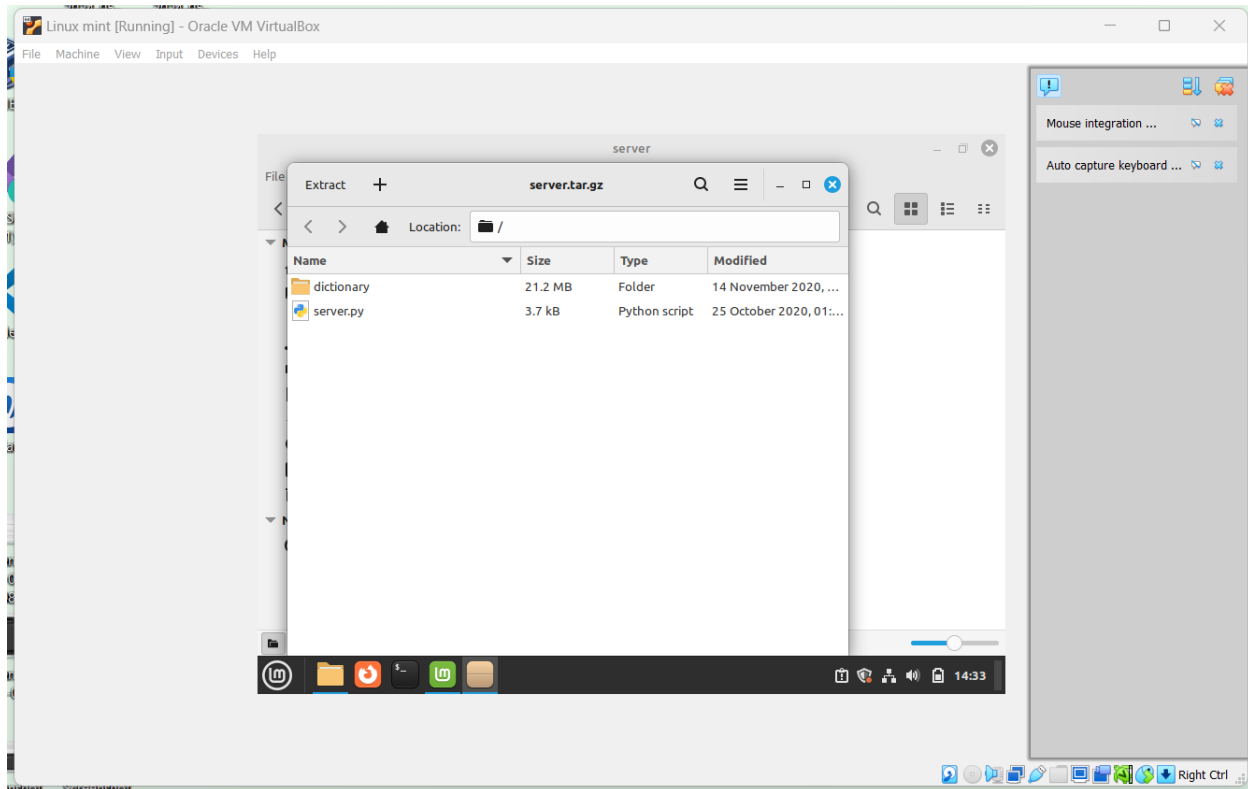 Linux mint [Running] - Oracle VM VirtualBox
File Machine View Input Devices Help
server
File
Extract + server.tar.gz
Location: /
Name Size Type Modified
dictionary 21.2 MB Folder 14 November 2020, ...
server.py 3.7 kB Python script 25 October 2020, 01:...
14:33
Mouse integration ...
Auto capture keyboard ...
Right Ctrl